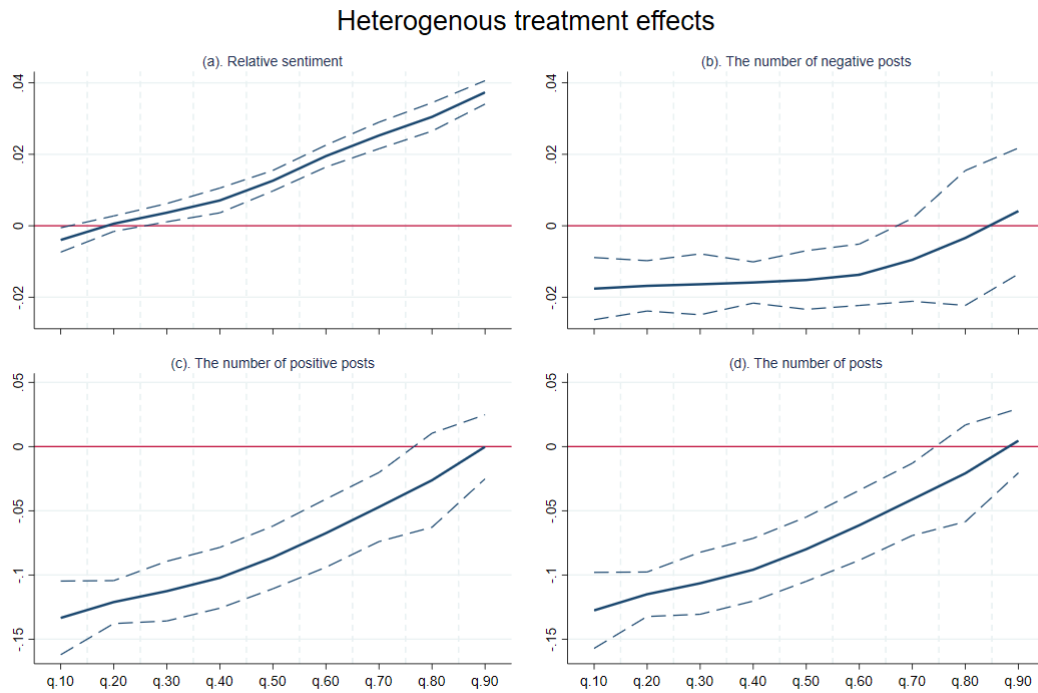 Heterogenous treatment effects
(a). Relative sentiment
.04
.02
0
-.02
(b). The number of negative posts
.04
.02
0
-.02
(c). The number of positive posts
.05
0
-.05
-.1
-.15
q.10 q.20 q.30 q.40 q.50 q.60 q.70 q.80 q.90
(d). The number of posts
.05
0
-.05
-.1
-.15
q.10 q.20 q.30 q.40 q.50 q.60 q.70 q.80 q.90